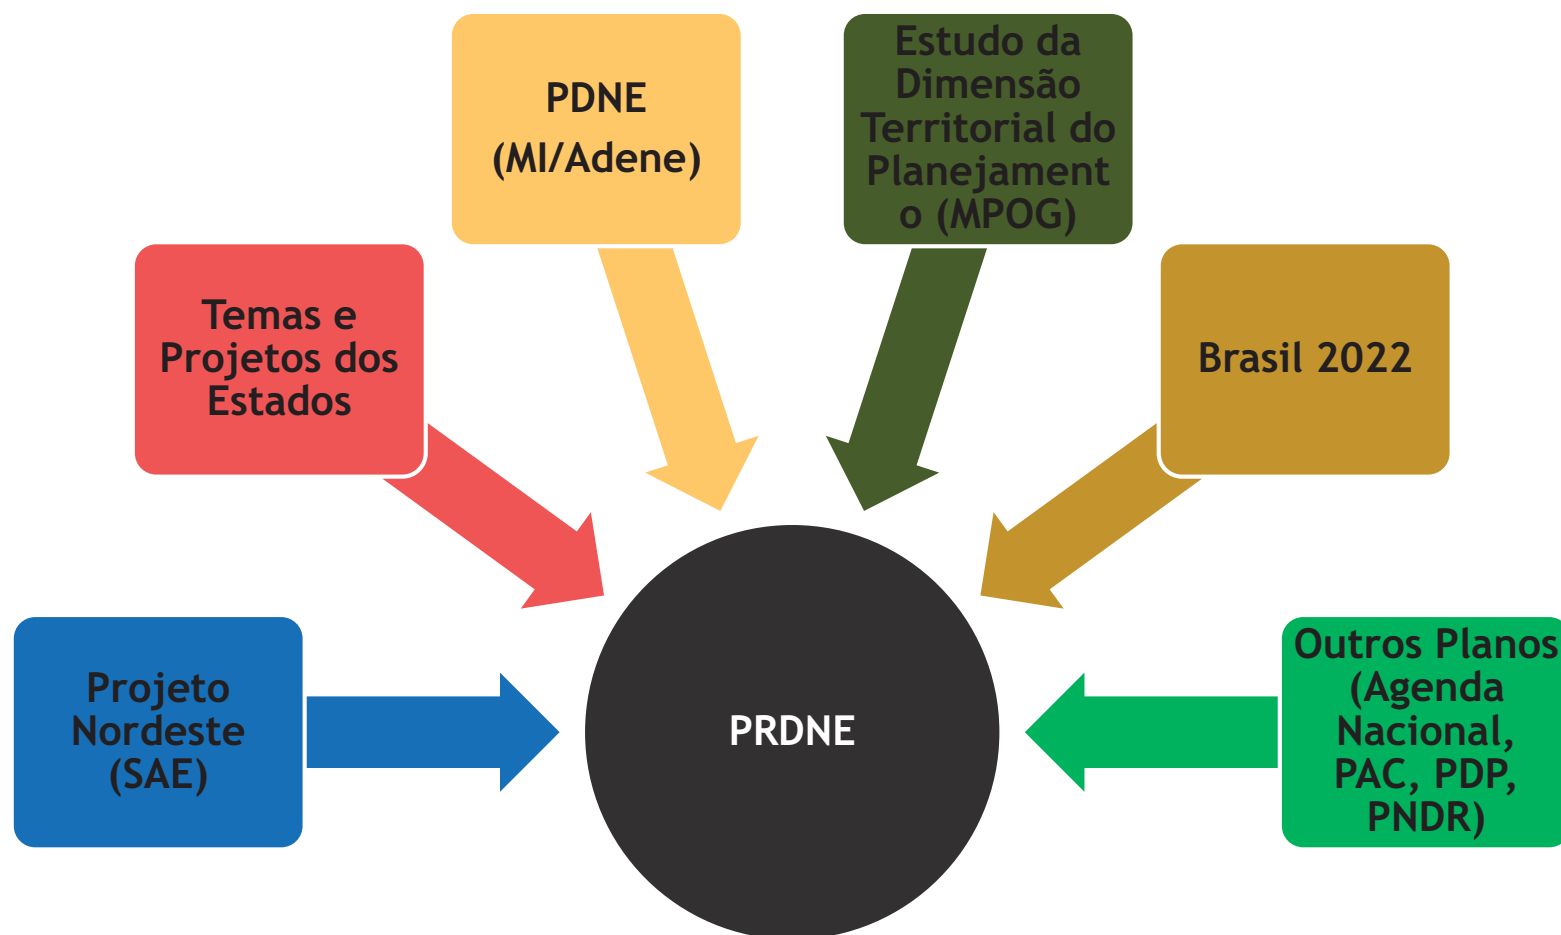 PDNE
(MI/Adene)
Estudo da
Dimensão
Territorial do
Planejament
o (MPOG)
Temas e
Projetos dos
Estados
Brasil 2022
Projeto
Nordeste
(SAE)
PRDNE
Outros Planos
(Agenda
Nacional,
PAC, PDP,
PNDR)